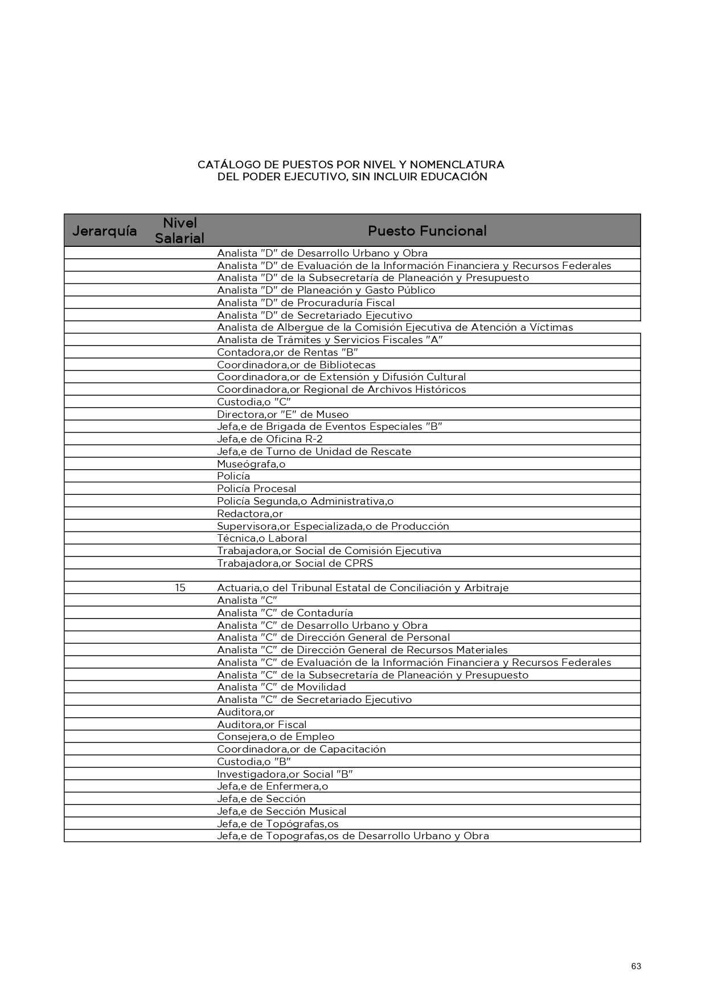 CATÁLOGO DE PUESTOS POR NIVEL Y NOMENCLATURA
DEL PODER EJECUTIVO, SIN INCLUIR EDUCACIÓN
Jerarquía Nivel Salarial Puesto Funcional
Analista "D" de Desarrollo Urbano y Obra
Analista "D" de Evaluación de la Información Financiera y Recursos Federales
Analista "D" de la Subsecretaría de Planeación y Presupuesto
Analista "D" de Planeación y Gasto Público
Analista "D" de Procuraduría Fiscal
Analista "D" de Secretariado Ejecutivo
Analista de Albergue de la Comisión Ejecutiva de Atención a Víctimas
Analista de Trámites y Servicios Fiscales "A"
Contadora,or de Rentas "B"
Coordinadora,or de Bibliotecas
Coordinadora,or de Extensión y Difusión Cultural
Coordinadora,or Regional de Archivos Históricos
Custodia,o "C"
Directora,or "E" de Museo
Jefa,e de Brigada de Eventos Especiales "B"
Jefa,e de Oficina R-2
Jefa,e de Turno de Unidad de Rescate
Museógrafa,o
Policía
Policía Procesal
Policía Segunda,o Administrativa,o
Redactora,or
Supervisora,or Especializada,o de Producción
Técnica,o Laboral
Trabajadora,or Social de Comisión Ejecutiva
Trabajadora,or Social de CPRS
15 Actuaria,o del Tribunal Estatal de Conciliación y Arbitraje
Analista "C"
Analista "C" de Contaduría
Analista "C" de Desarrollo Urbano y Obra
Analista "C" de Dirección General de Personal
Analista "C" de Dirección General de Recursos Materiales
Analista "C" de Evaluación de la Información Financiera y Recursos Federales
Analista "C" de la Subsecretaría de Planeación y Presupuesto
Analista "C" de Movilidad
Analista "C" de Secretariado Ejecutivo
Auditora,or
Auditora,or Fiscal
Consejera,o de Empleo
Coordinadora,or de Capacitación
Custodia,o "B"
Investigadora,or Social "B"
Jefa,e de Enfermera,o
Jefa,e de Sección
Jefa,e de Sección Musical
Jefa,e de Topógrafas,os
Jefa,e de Topografas,os de Desarrollo Urbano y Obra
63